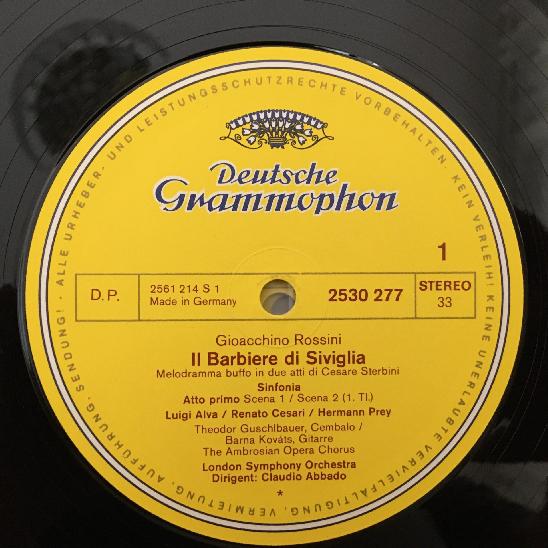 ALLE URHEBER- UND LEISTUNGSSCHUTZRECHTE VORBEHALTEN · KEIN VERLEIH! KEINE UNERLAUBTE VERVIELFÄLTIGUNG, VERMIETUNG, AUFFÜHRUNG, SENDUNG! ·
Deutsche
Grammophon
1
D.P.
2561 214 S 1
Made in Germany
2530 277
STEREO
33
Gioacchino Rossini
Il Barbiere di Siviglia
Melodramma buffo in due atti di Cesare Sterbini
Sinfonia
Atto primo Scena 1 / Scena 2 (1. Tl.)
Luigi Alva / Renato Cesari / Hermann Prey
Theodor Guschlbauer, Cembalo /
Barna Kováts, Gitarre
The Ambrosian Opera Chorus
London Symphony Orchestra
Dirigent: Claudio Abbado
*